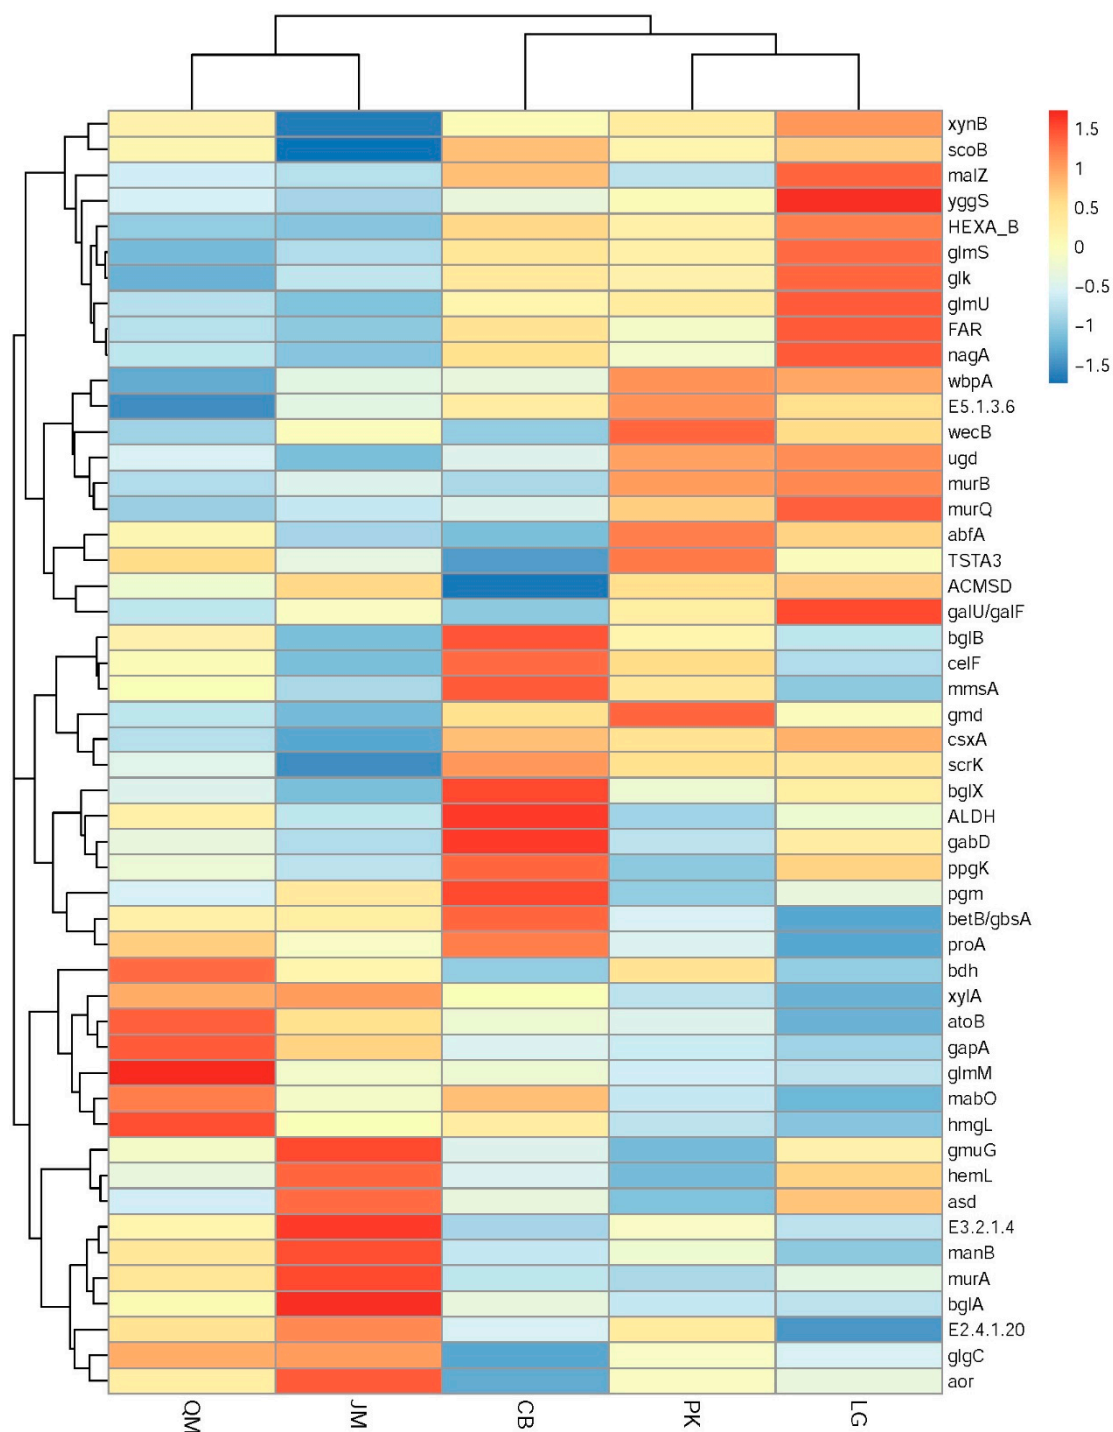 xynB
scoB
malZ
yggS
HEXA_B
glmS
glk
glmU
FAR
nagA
wbpA
E5.1.3.6
wecB
ugd
murB
murQ
abfA
TSTA3
ACMSD
galU/galF
bglB
celF
mmsA
gmd
csxA
scrK
bglX
ALDH
gabD
ppgK
pgm
betB/gbsA
proA
bdh
xylA
atoB
gapA
glmM
mabO
hmgL
gmuG
hemL
asd
E3.2.1.4
manB
murA
bglA
E2.4.1.20
glgC
aor
1.5
1
0.5
0
−0.5
−1
−1.5
QM
JM
CB
PK
LG